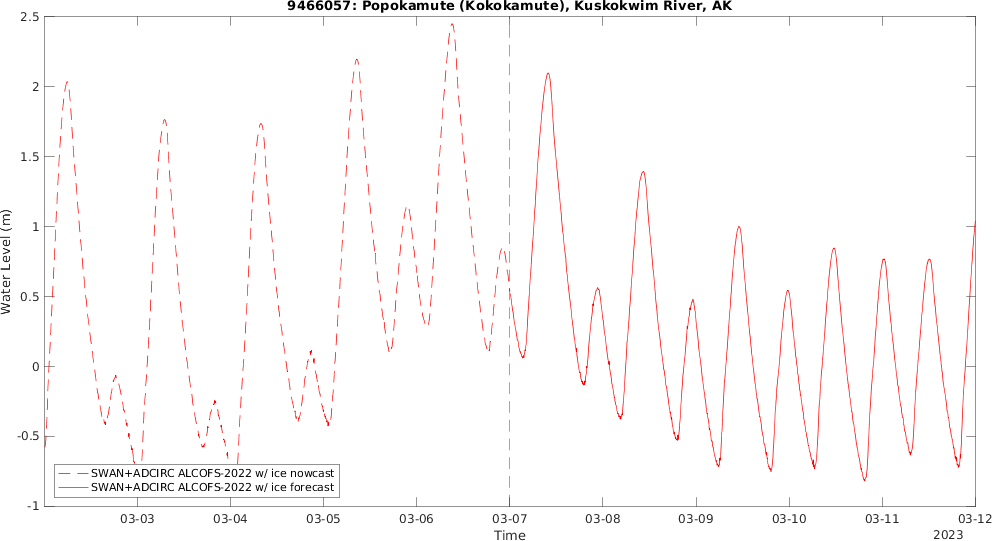 9466057: Popokamute (Kokokamute), Kuskokwim River, AK
2.5
2
1.5
1
0.5
0
-0.5
-1
Water Level (m)
SWAN+ADCIRC ALCOFS-2022 w/ ice nowcast
SWAN+ADCIRC ALCOFS-2022 w/ ice forecast
03-03 03-04 03-05 03-06 03-07 03-08 03-09 03-10 03-11 03-12
Time
2023